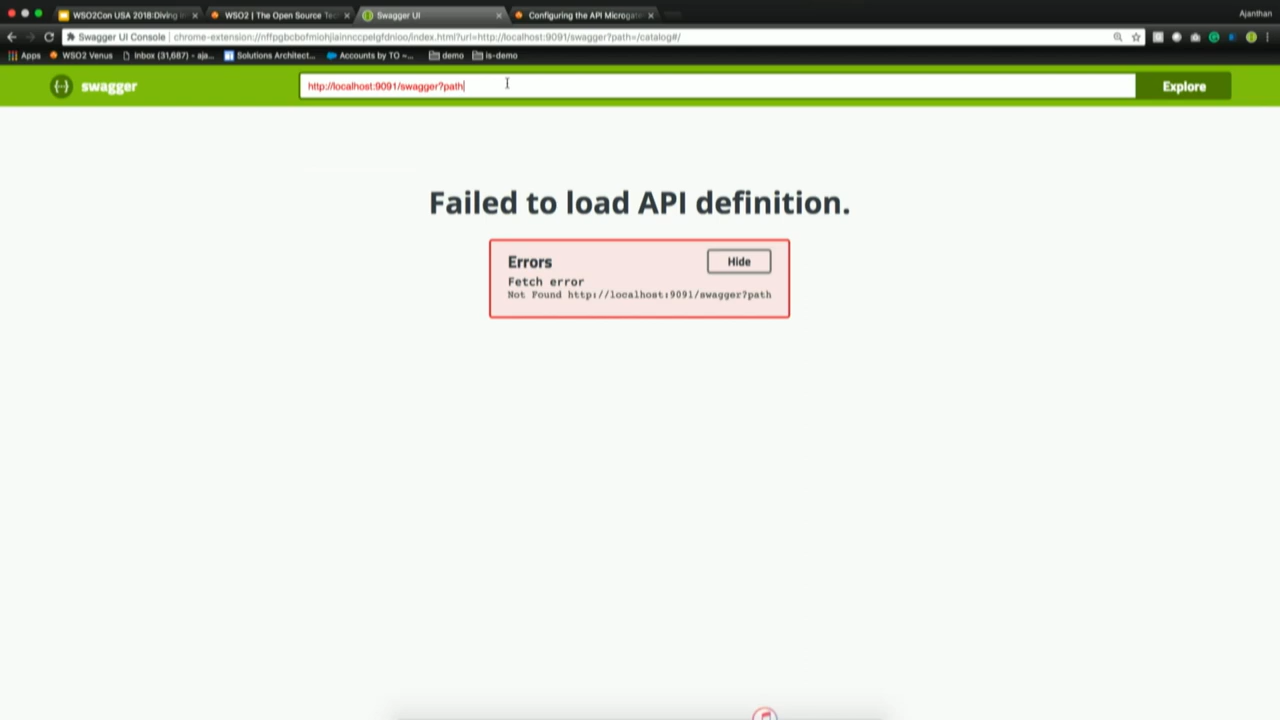 WSO2Con USA 2018:Diving
WSO2 | The Open Source Te
Swagger UI
Configuring the API Microgate
Ajanthan
Swagger UI Console | chrome-extension://nffpgbcbofmiohjlainnccpelgfdnioo/index.html?url=http://localhost:9091/swagger?path=/catalog#/
Apps WSO2 Venus Inbox (31,687) - aja... Solutions Architect... Accounts by TO –... demo is-demo
{··} swagger http://localhost:9091/swagger?path Explore
Failed to load API definition.
Errors Hide
Fetch error
Not Found http://localhost:9091/swagger?path